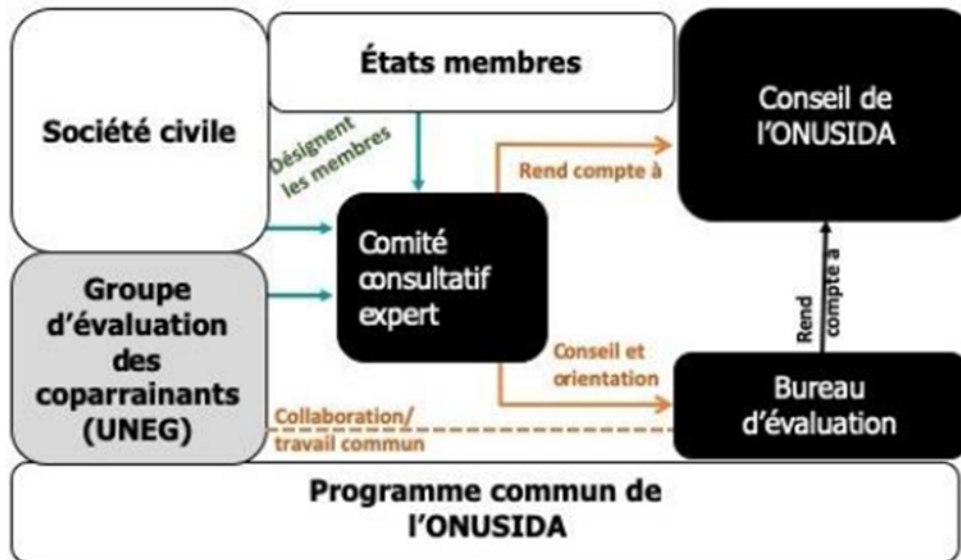 États membres
Société civile
Conseil de
l'ONUSIDA
Désignent
les membres
Rend compte à
Comité
consultatif
expert
Groupe
d'évaluation
des
coparrainants
(UNEG)
Rend
compte à
Conseil et
orientation
Bureau
d'évaluation
Collaboration/
travail commun
Programme commun de
l'ONUSIDA